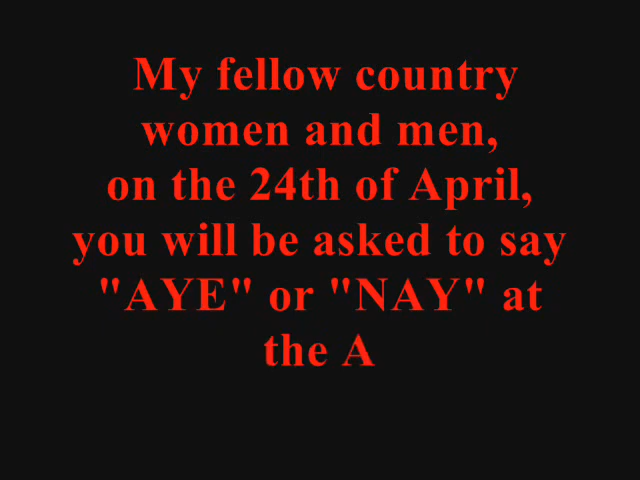 My fellow country
women and men,
on the 24th of April,
you will be asked to say
"AYE" or "NAY" at
the A